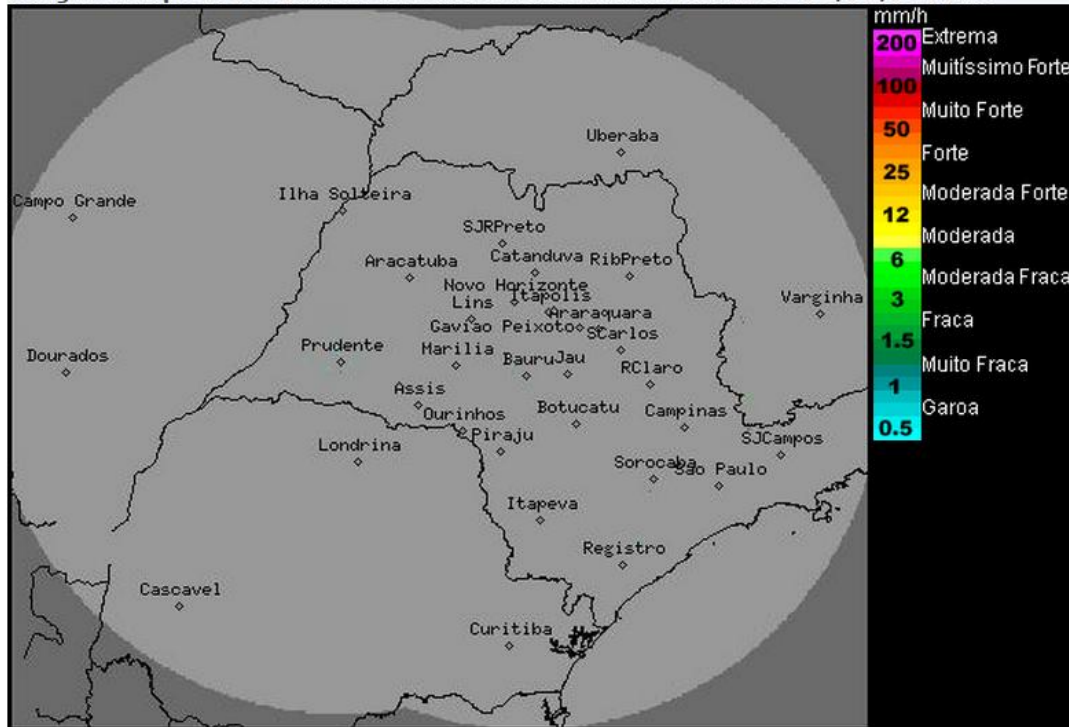 mm/h
200 Extrema
Muitíssimo Forte
100
Muito Forte
50
Forte
25
Moderada Forte
12
Moderada
6
Moderada Fraca
3
Fraca
1.5
Muito Fraca
1
Garoa
0.5
Uberaba
Campo Grande
Ilha Solteira
SJRPreto
Catanduva
RibPreto
Aracatuba
Novo Horizonte
Itapolis
Lins
Araraquara
Varginha
Gaviao Peixoto
SCarlos
Prudente
Marilia
Bauru
Jau
Dourados
RClaro
Assis
Botucatu
Campinas
Ourinhos
Piraju
Londrina
SJCampos
Sorocaba
Sao Paulo
Itapeva
Registro
Cascavel
Curitiba